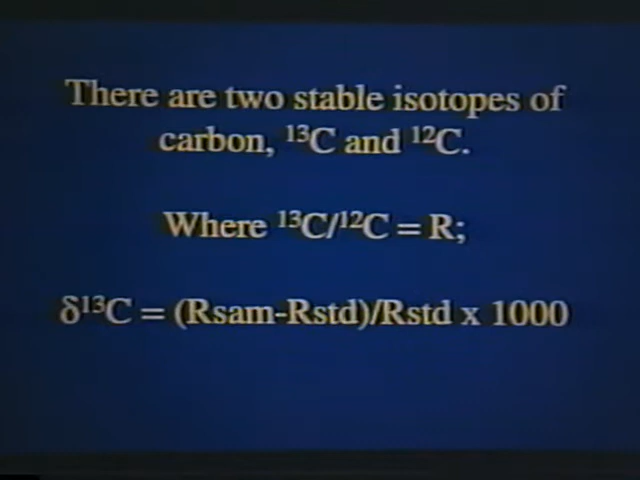 There are two stable isotopes of
carbon, ¹³C and ¹²C.
Where ¹³C/¹²C = R;
δ¹³C = (Rsam-Rstd)/Rstd x 1000